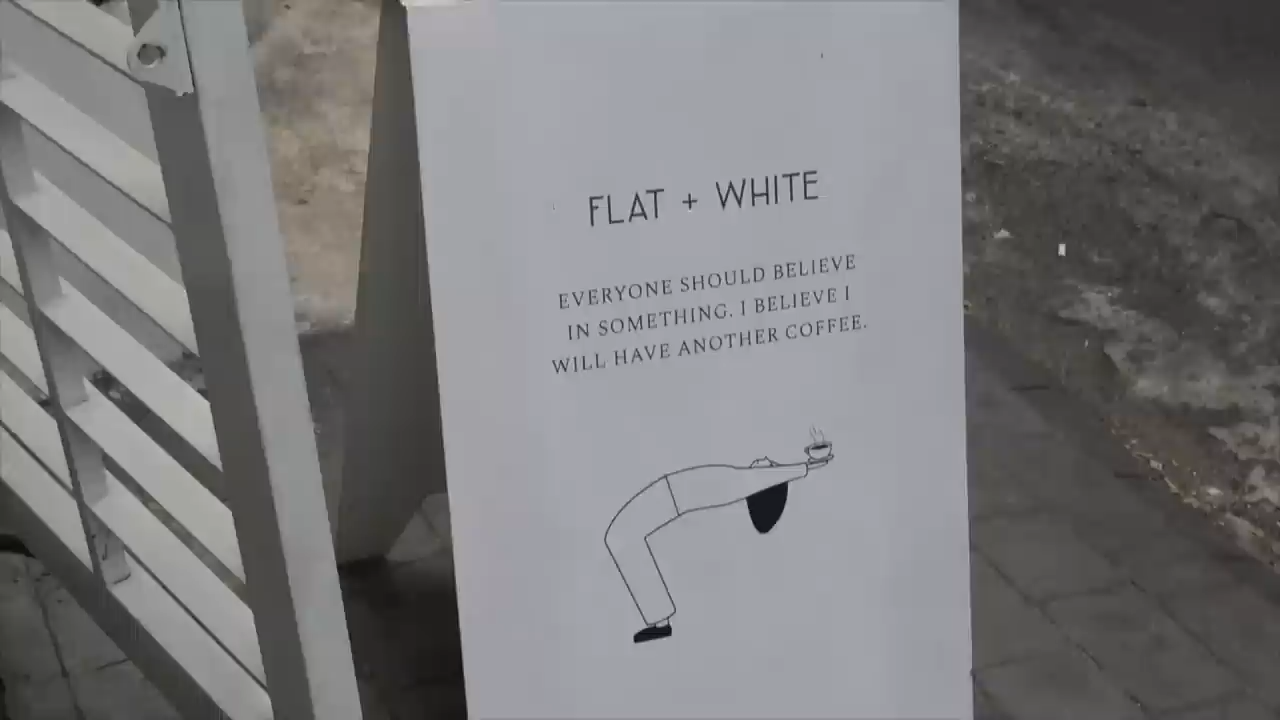 FLAT + WHITE
EVERYONE SHOULD BELIEVE
IN SOMETHING. I BELIEVE I
WILL HAVE ANOTHER COFFEE.